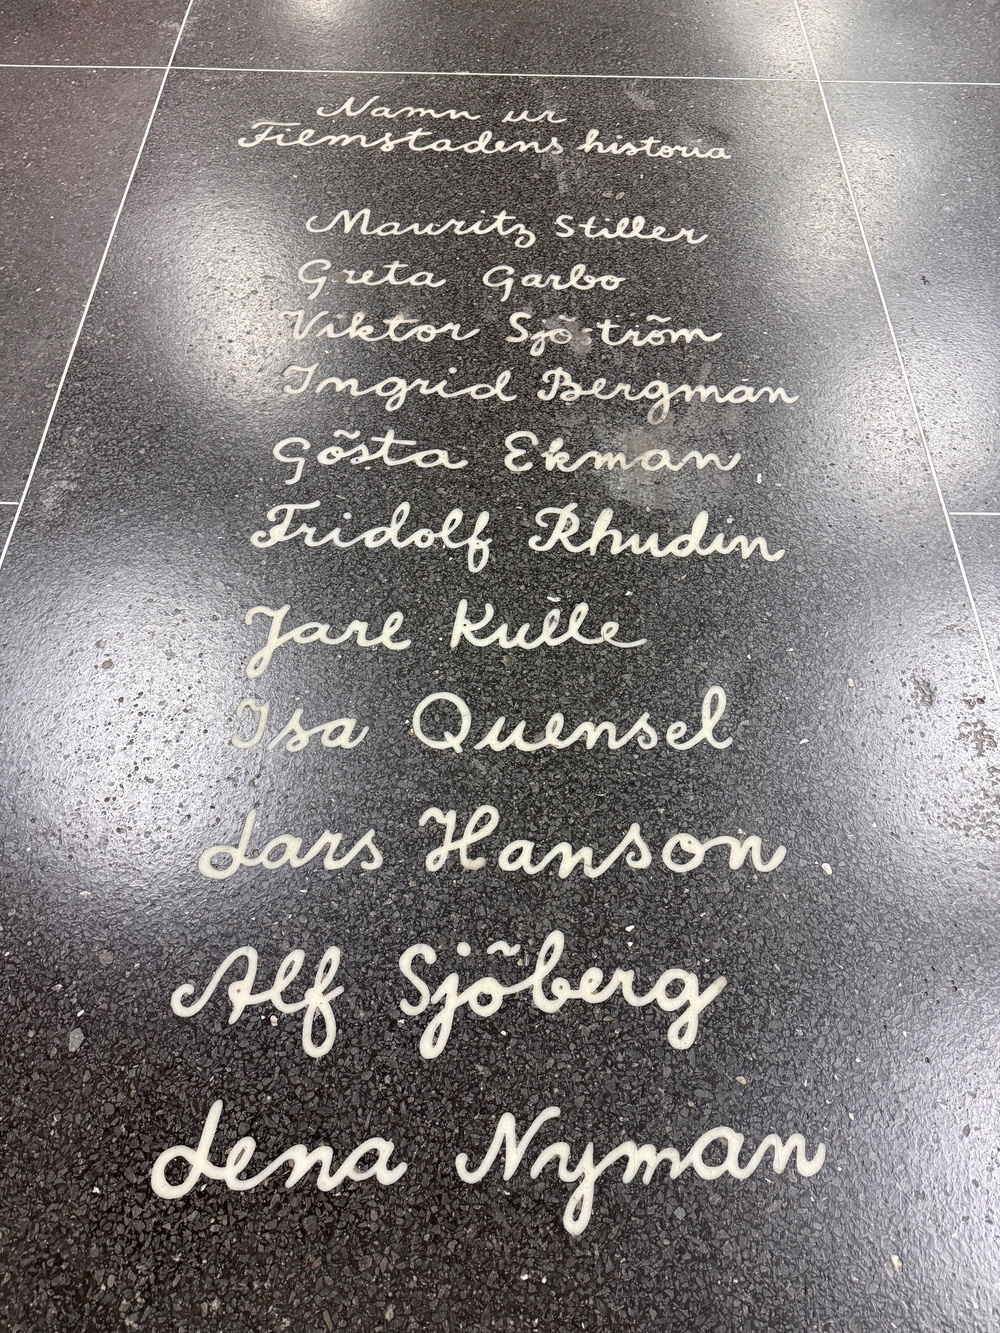 Namn ur
Filmstadens historia
Mauritz Stiller
Greta Garbo
Viktor Sjöström
Ingrid Bergman
Gösta Ekman
Fridolf Rhudin
Jarl Kulle
Isa Quensel
Lars Hanson
Alf Sjöberg
Lena Nyman